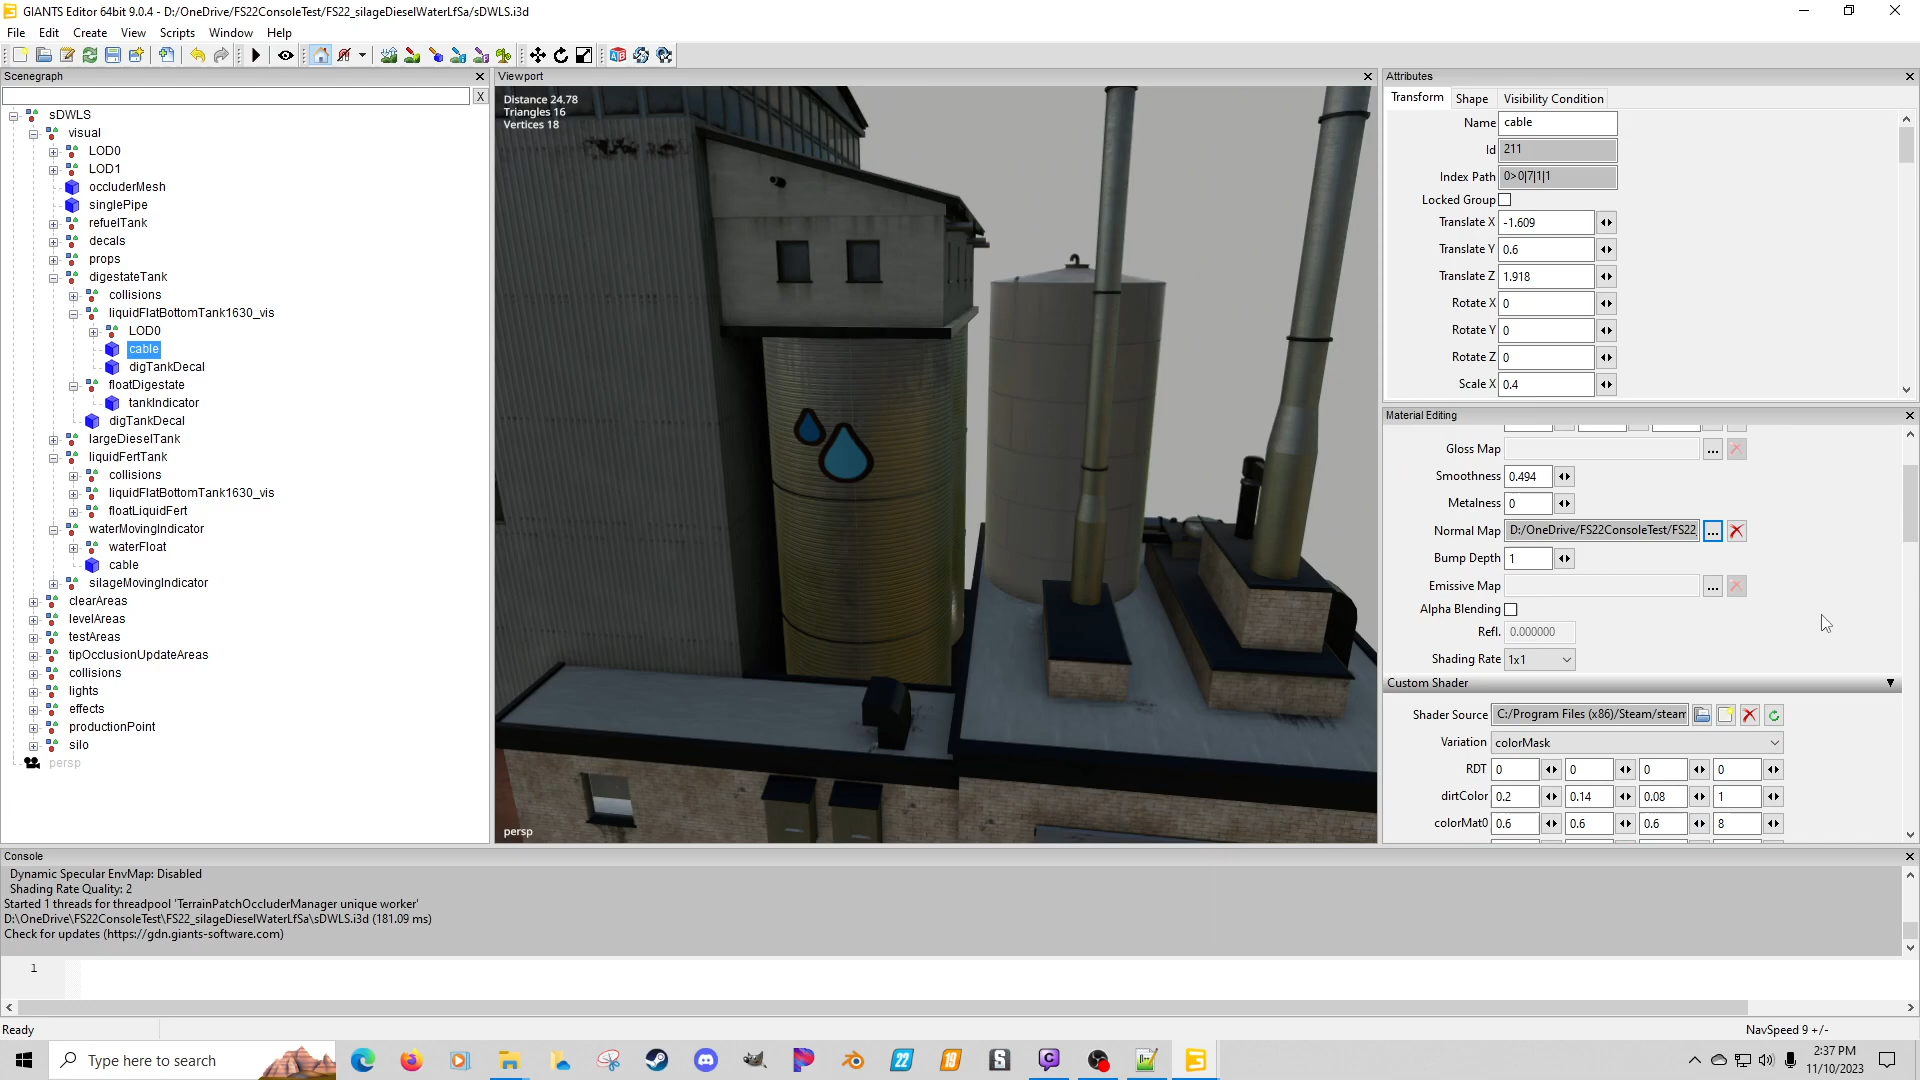 GIANTS Editor 64bit 9.0.4 - D:/OneDrive/FS22ConsoleTest/FS22_silageDieselWaterLfSa/sDWLS.i3d
File Edit Create View Scripts Window Help
Scenegraph
X
sDWLS
visual
LOD0
LOD1
occluderMesh
singlePipe
refuelTank
decals
props
digestateTank
collisions
liquidFlatBottomTank1630_vis
LOD0
cable
digTankDecal
floatDigestate
tankIndicator
digTankDecal
largeDieselTank
liquidFertTank
collisions
liquidFlatBottomTank1630_vis
floatLiquidFert
waterMovingIndicator
waterFloat
cable
silageMovingIndicator
clearAreas
levelAreas
testAreas
tipOcclusionUpdateAreas
collisions
lights
effects
productionPoint
silo
persp
Viewport
Distance 24.78
Triangles 16
Vertices 18
persp
Attributes
Transform Shape Visibility Condition
Name cable
Id 211
Index Path 0>0|7|1|1
Locked Group
Translate X -1.609
Translate Y 0.6
Translate Z 1.918
Rotate X 0
Rotate Y 0
Rotate Z 0
Scale X 0.4
Material Editing
Gloss Map ...
Smoothness 0.494
Metalness 0
Normal Map D:/OneDrive/FS22ConsoleTest/FS22_ ...
Bump Depth 1
Emissive Map ...
Alpha Blending
Refl. 0.000000
Shading Rate 1x1
Custom Shader
Shader Source C:/Program Files (x86)/Steam/steam
Variation colorMask
RDT 0 0 0 0
dirtColor 0.2 0.14 0.08 1
colorMat0 0.6 0.6 0.6 8
Console
Dynamic Specular EnvMap: Disabled
Shading Rate Quality: 2
Started 1 threads for threadpool 'TerrainPatchOccluderManager unique worker'
D:\OneDrive\FS22ConsoleTest\FS22_silageDieselWaterLfSa\sDWLS.i3d (181.09 ms)
Check for updates (https://gdn.giants-software.com)
1
Ready
NavSpeed 9 +/-
Type here to search
22
19
2:37 PM
11/10/2023